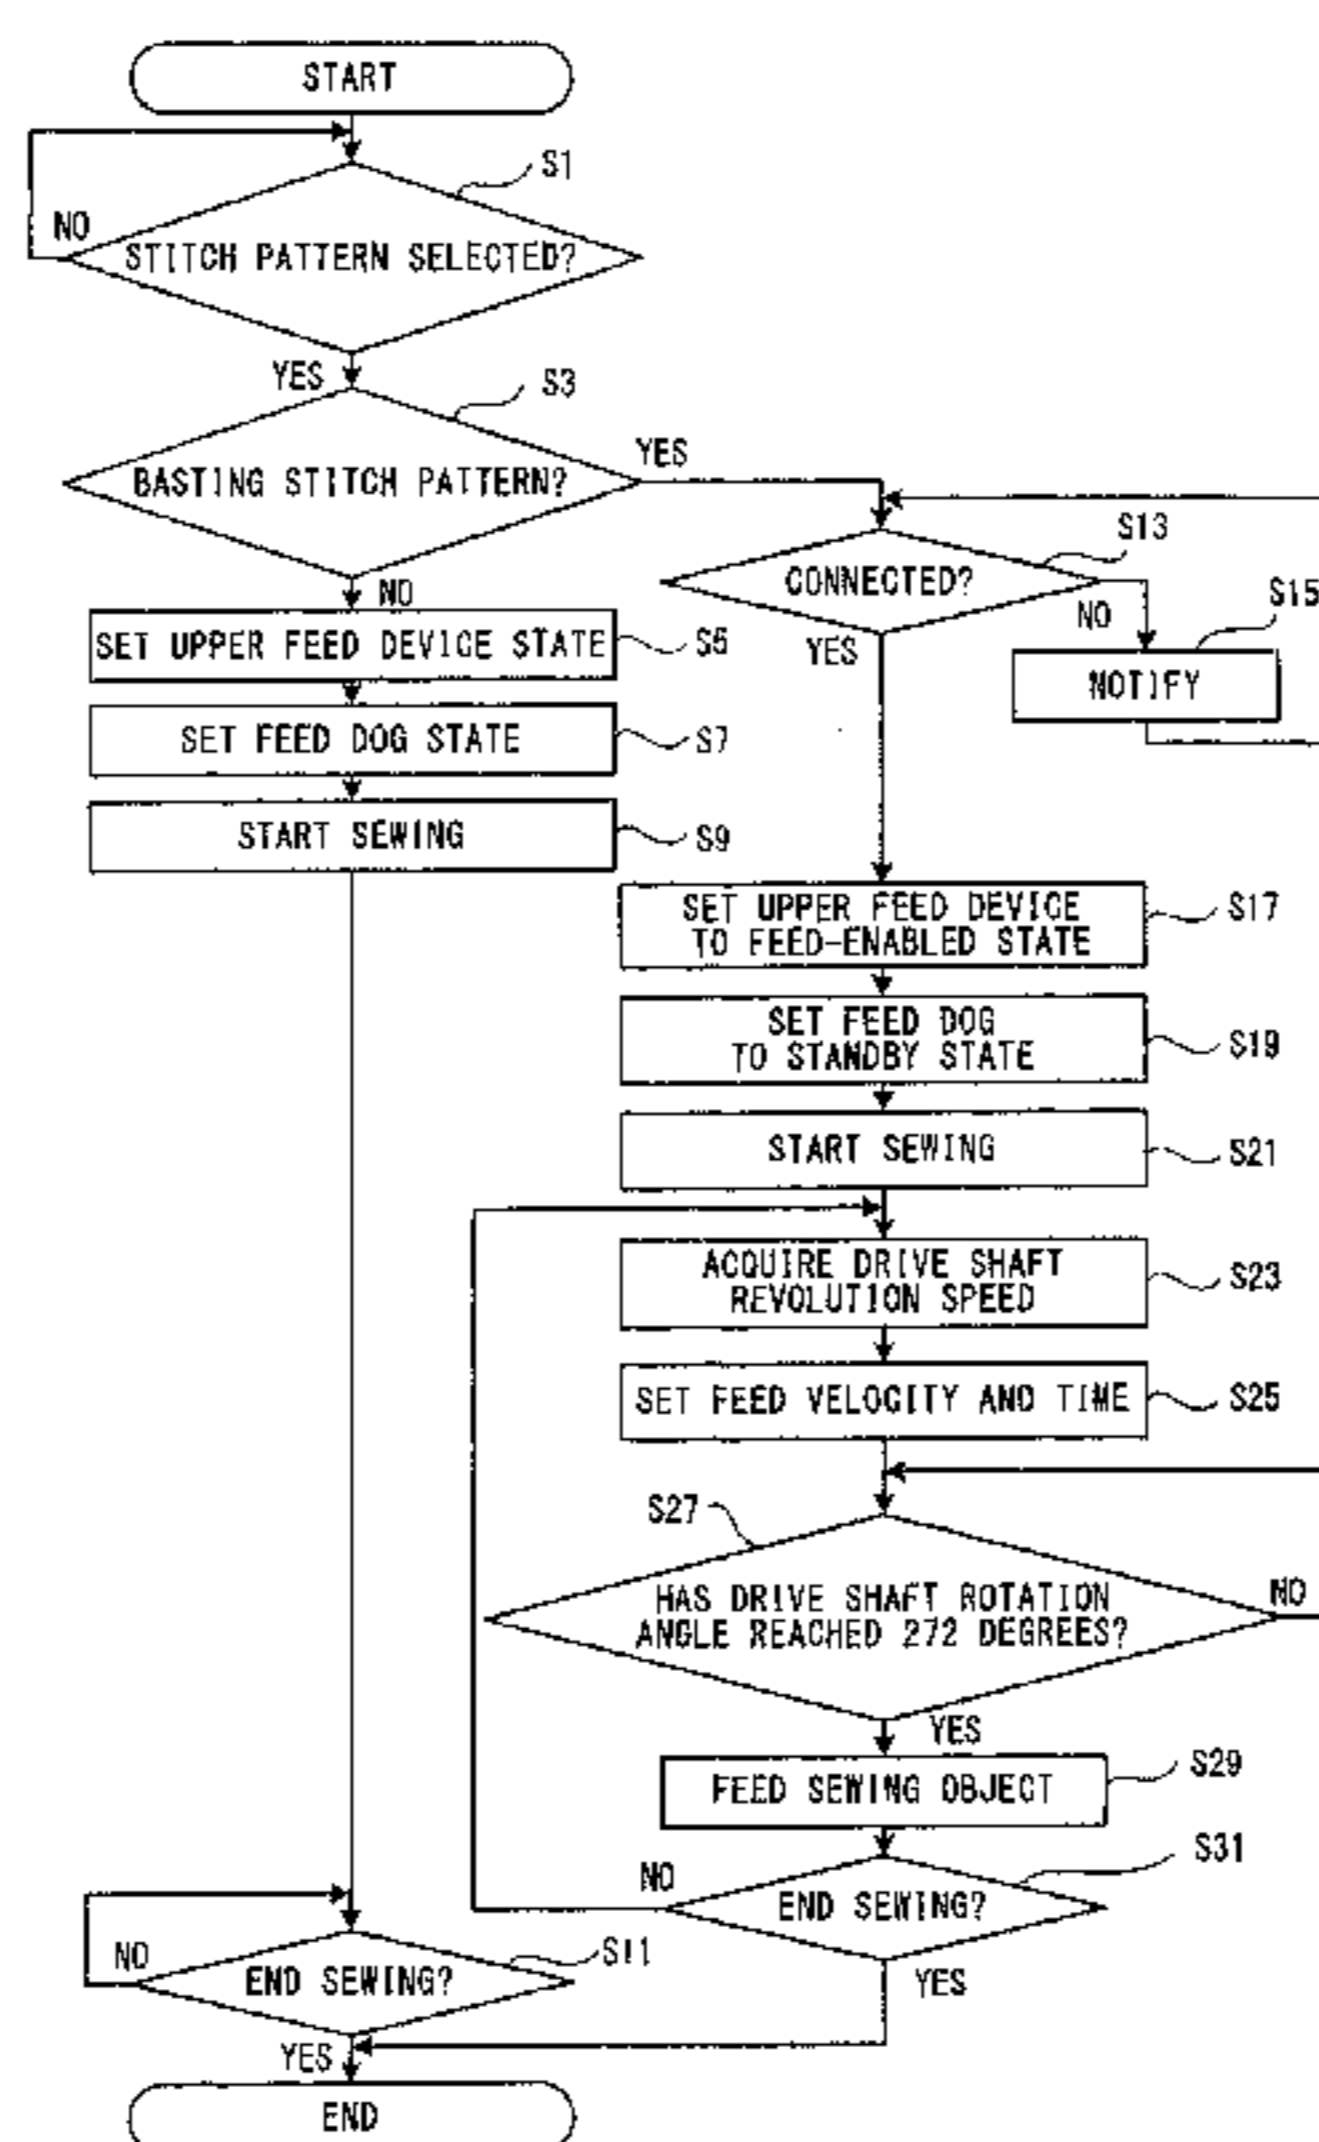 START
S1
NO
STITCH PATTERN SELECTED?
YES
S3
BASTING STITCH PATTERN?
YES
NO
S13
CONNECTED?
NO
YES
S15
NOTIFY
SET UPPER FEED DEVICE STATE
S5
SET FEED DOG STATE
S7
START SEWING
S9
SET UPPER FEED DEVICE
TO FEED-ENABLED STATE
S17
SET FEED DOG
TO STANDBY STATE
S19
START SEWING
S21
ACQUIRE DRIVE SHAFT
REVOLUTION SPEED
S23
SET FEED VELOCITY AND TIME
S25
S27
HAS DRIVE SHAFT ROTATION
ANGLE REACHED 272 DEGREES?
NO
YES
FEED SEWING OBJECT
S29
S31
NO
END SEWING?
YES
S11
NO
END SEWING?
YES
END